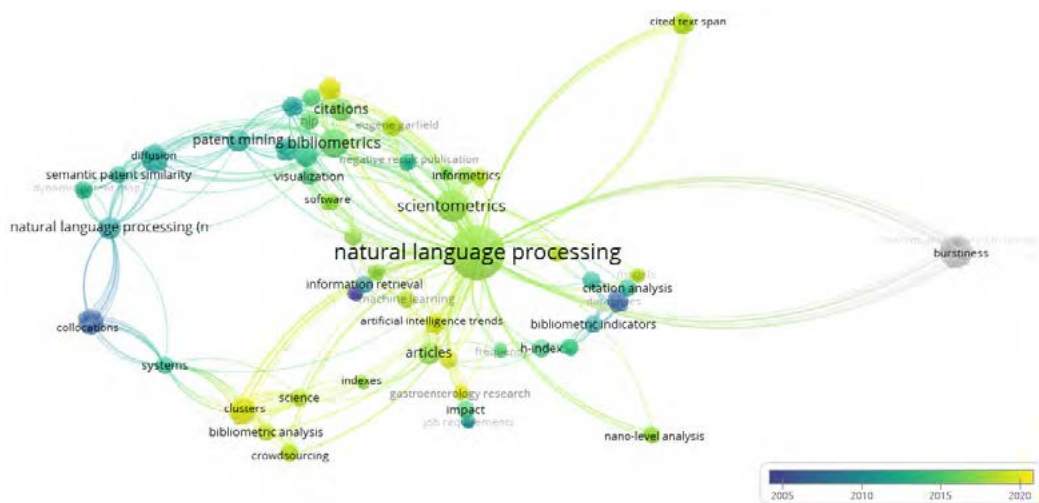 cited text span
citations
nlp
eugene garfield
patent mining
bibliometrics
diffusion
negative result publication
semantic patent similarity
visualization
informetrics
software
scientometrics
natural language processing (n
natural language processing
burstiness
information retrieval
citation analysis
machine learning
databases
collocations
artificial intelligence trends
bibliometric indicators
articles
h-index
systems
indexes
gastroenterology research
science
clusters
impact
job requirements
bibliometric analysis
nano-level analysis
crowdsourcing
2005
2010
2015
2020